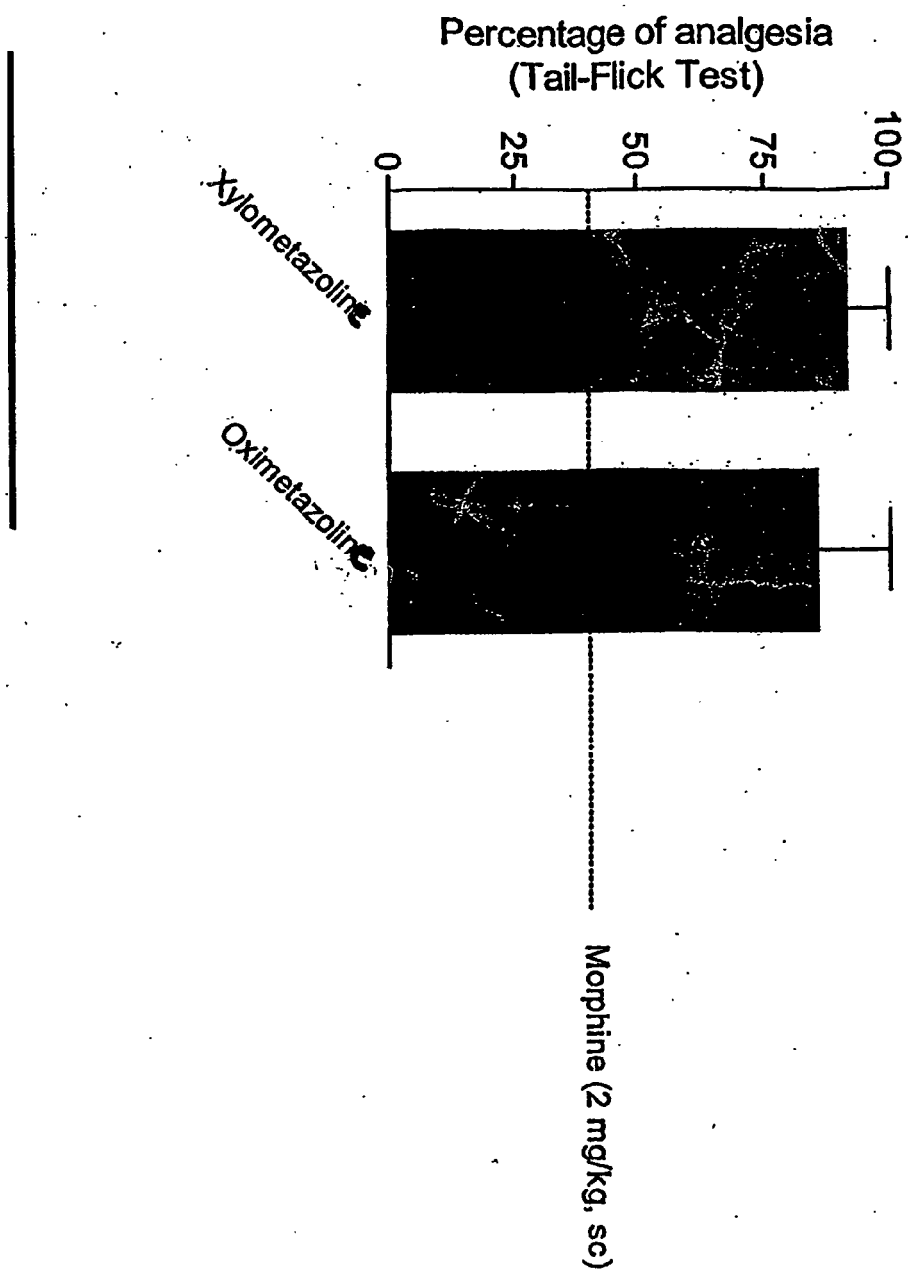 Percentage of analgesia
(Tail-Flick Test)
100
75
50
25
0
Xylometazoline
Oximetazoline
Morphine (2 mg/kg, sc)